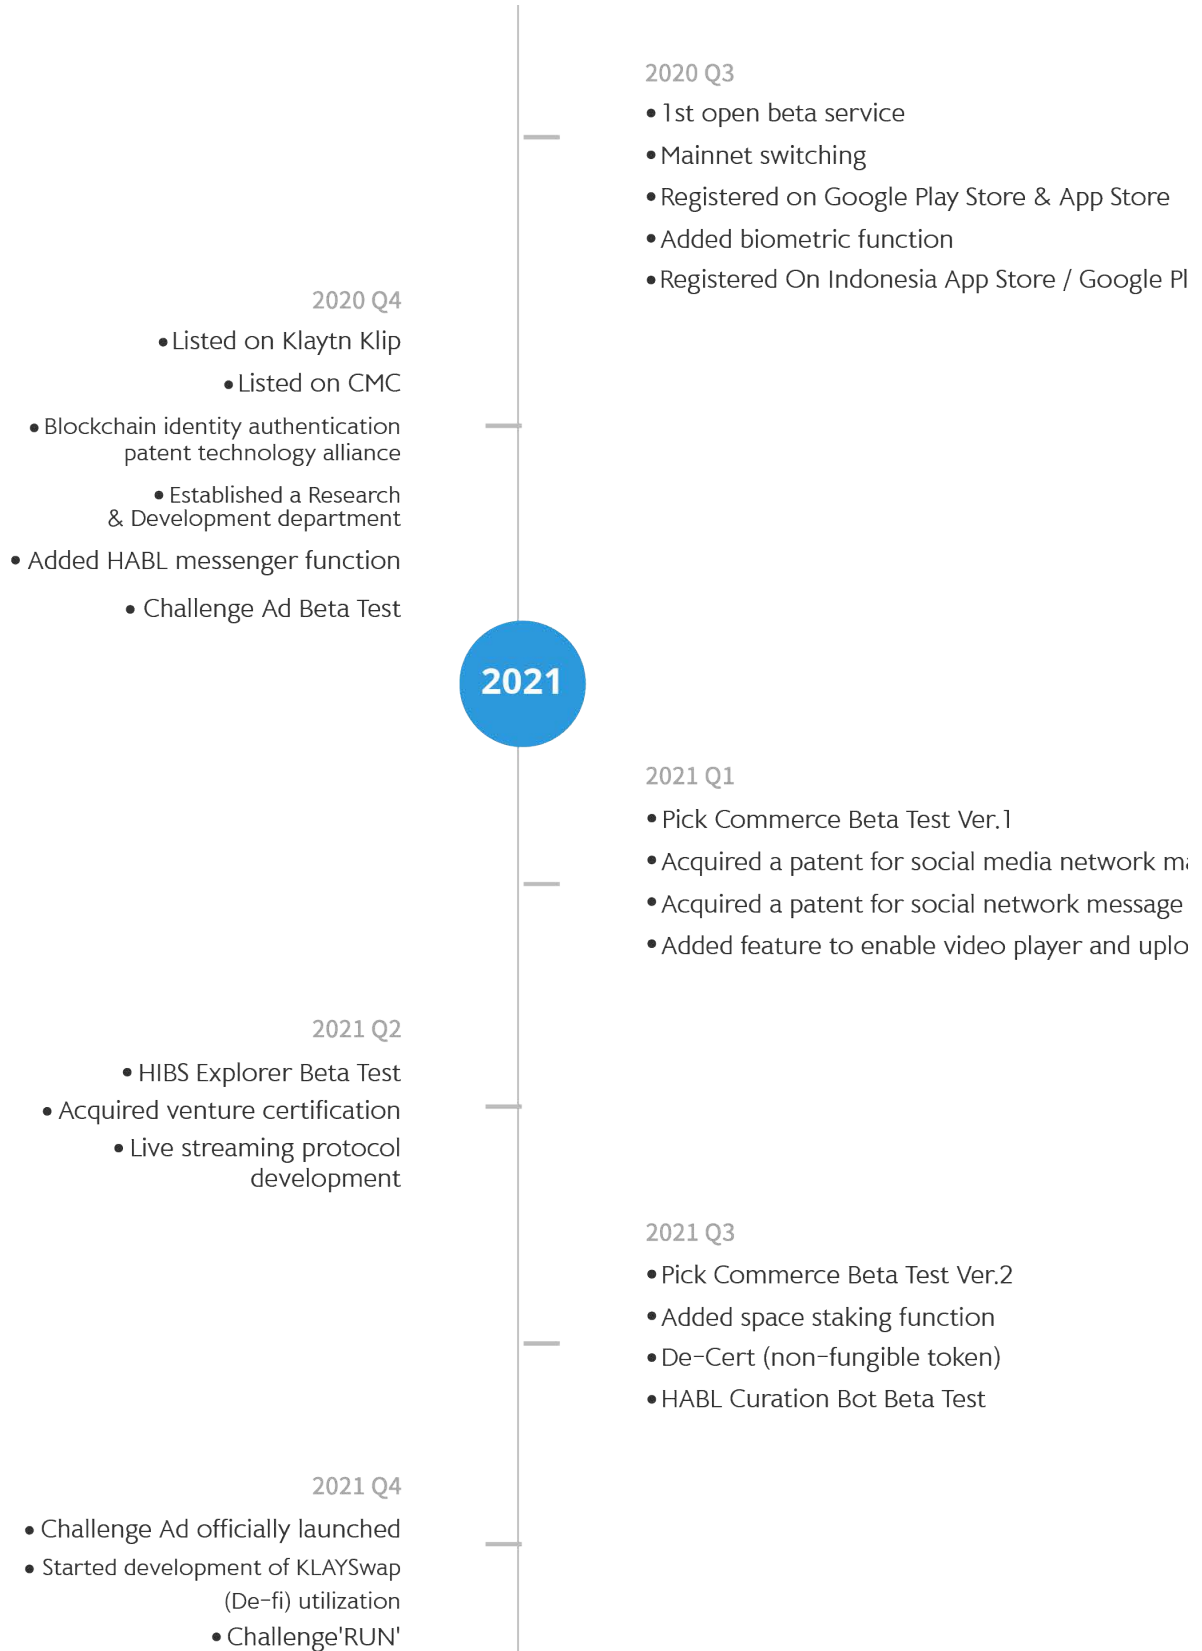 2020 Q3
•1st open beta service
•Mainnet switching
•Registered on Google Play Store & App Store
•Added biometric function
•Registered On Indonesia App Store / Google
2020 Q4
•Listed on Klaytn Klip
•Listed on CMC
•Blockchain identity authentication
patent technology alliance
•Established a Research
& Development department
•Added HABL messenger function
•Challenge Ad Beta Test
2021
2021 Q1
•Pick Commerce Beta Test Ver.1
•Acquired a patent for social media network
•Acquired a patent for social network message
•Added feature to enable video player and
2021 Q2
•HIBS Explorer Beta Test
•Acquired venture certification
•Live streaming protocol
development
2021 Q3
•Pick Commerce Beta Test Ver.2
•Added space staking function
•De-Cert (non-fungible token)
•HABL Curation Bot Beta Test
2021 Q4
•Challenge Ad officially launched
•Started development of KLAYSwap
(De-fi) utilization
•Challenge'RUN'